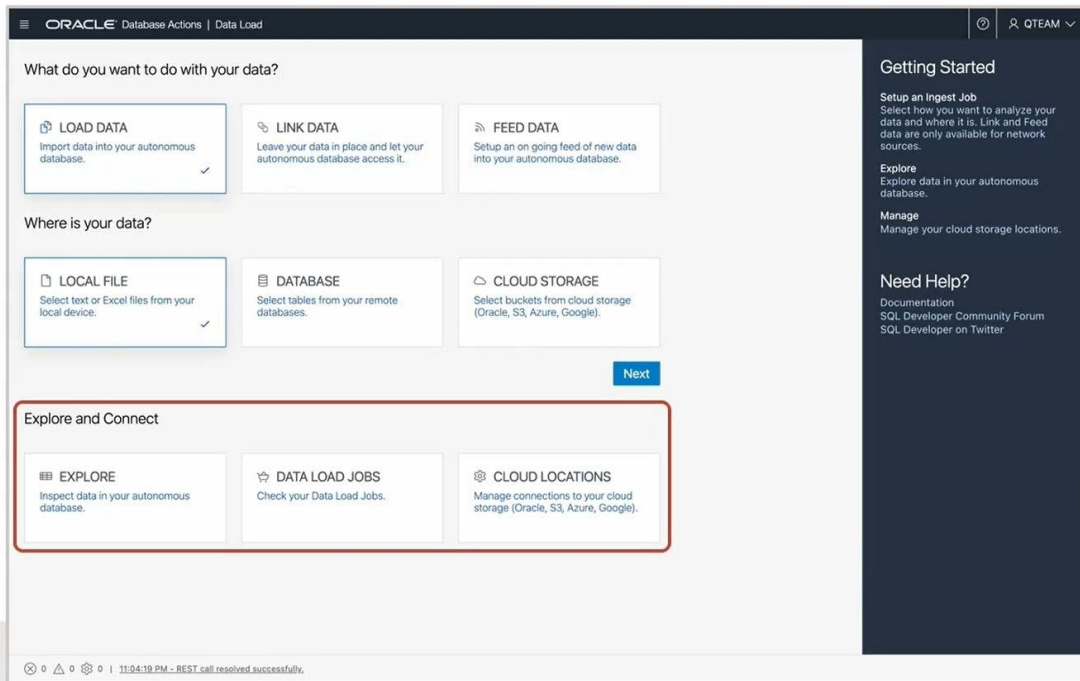 ORACLE Database Actions | Data Load
QTEAM
What do you want to do with your data?
LOAD DATA
Import data into your autonomous
database.
LINK DATA
Leave your data in place and let your
autonomous database access it.
FEED DATA
Setup an on going feed of new data
into your autonomous database.
Where is your data?
LOCAL FILE
Select text or Excel files from your
local device.
DATABASE
Select tables from your remote
databases.
CLOUD STORAGE
Select buckets from cloud storage
(Oracle, S3, Azure, Google).
Next
Explore and Connect
EXPLORE
Inspect data in your autonomous
database.
DATA LOAD JOBS
Check your Data Load Jobs.
CLOUD LOCATIONS
Manage connections to your cloud
storage (Oracle, S3, Azure, Google).
Getting Started
Setup an Ingest Job
Select how you want to analyze your
data and where it is. Link and Feed
data are only available for network
sources.
Explore
Explore data in your autonomous
database.
Manage
Manage your cloud storage locations.
Need Help?
Documentation
SQL Developer Community Forum
SQL Developer on Twitter
0 0 0 | 11:04:19 PM - REST call resolved successfully.